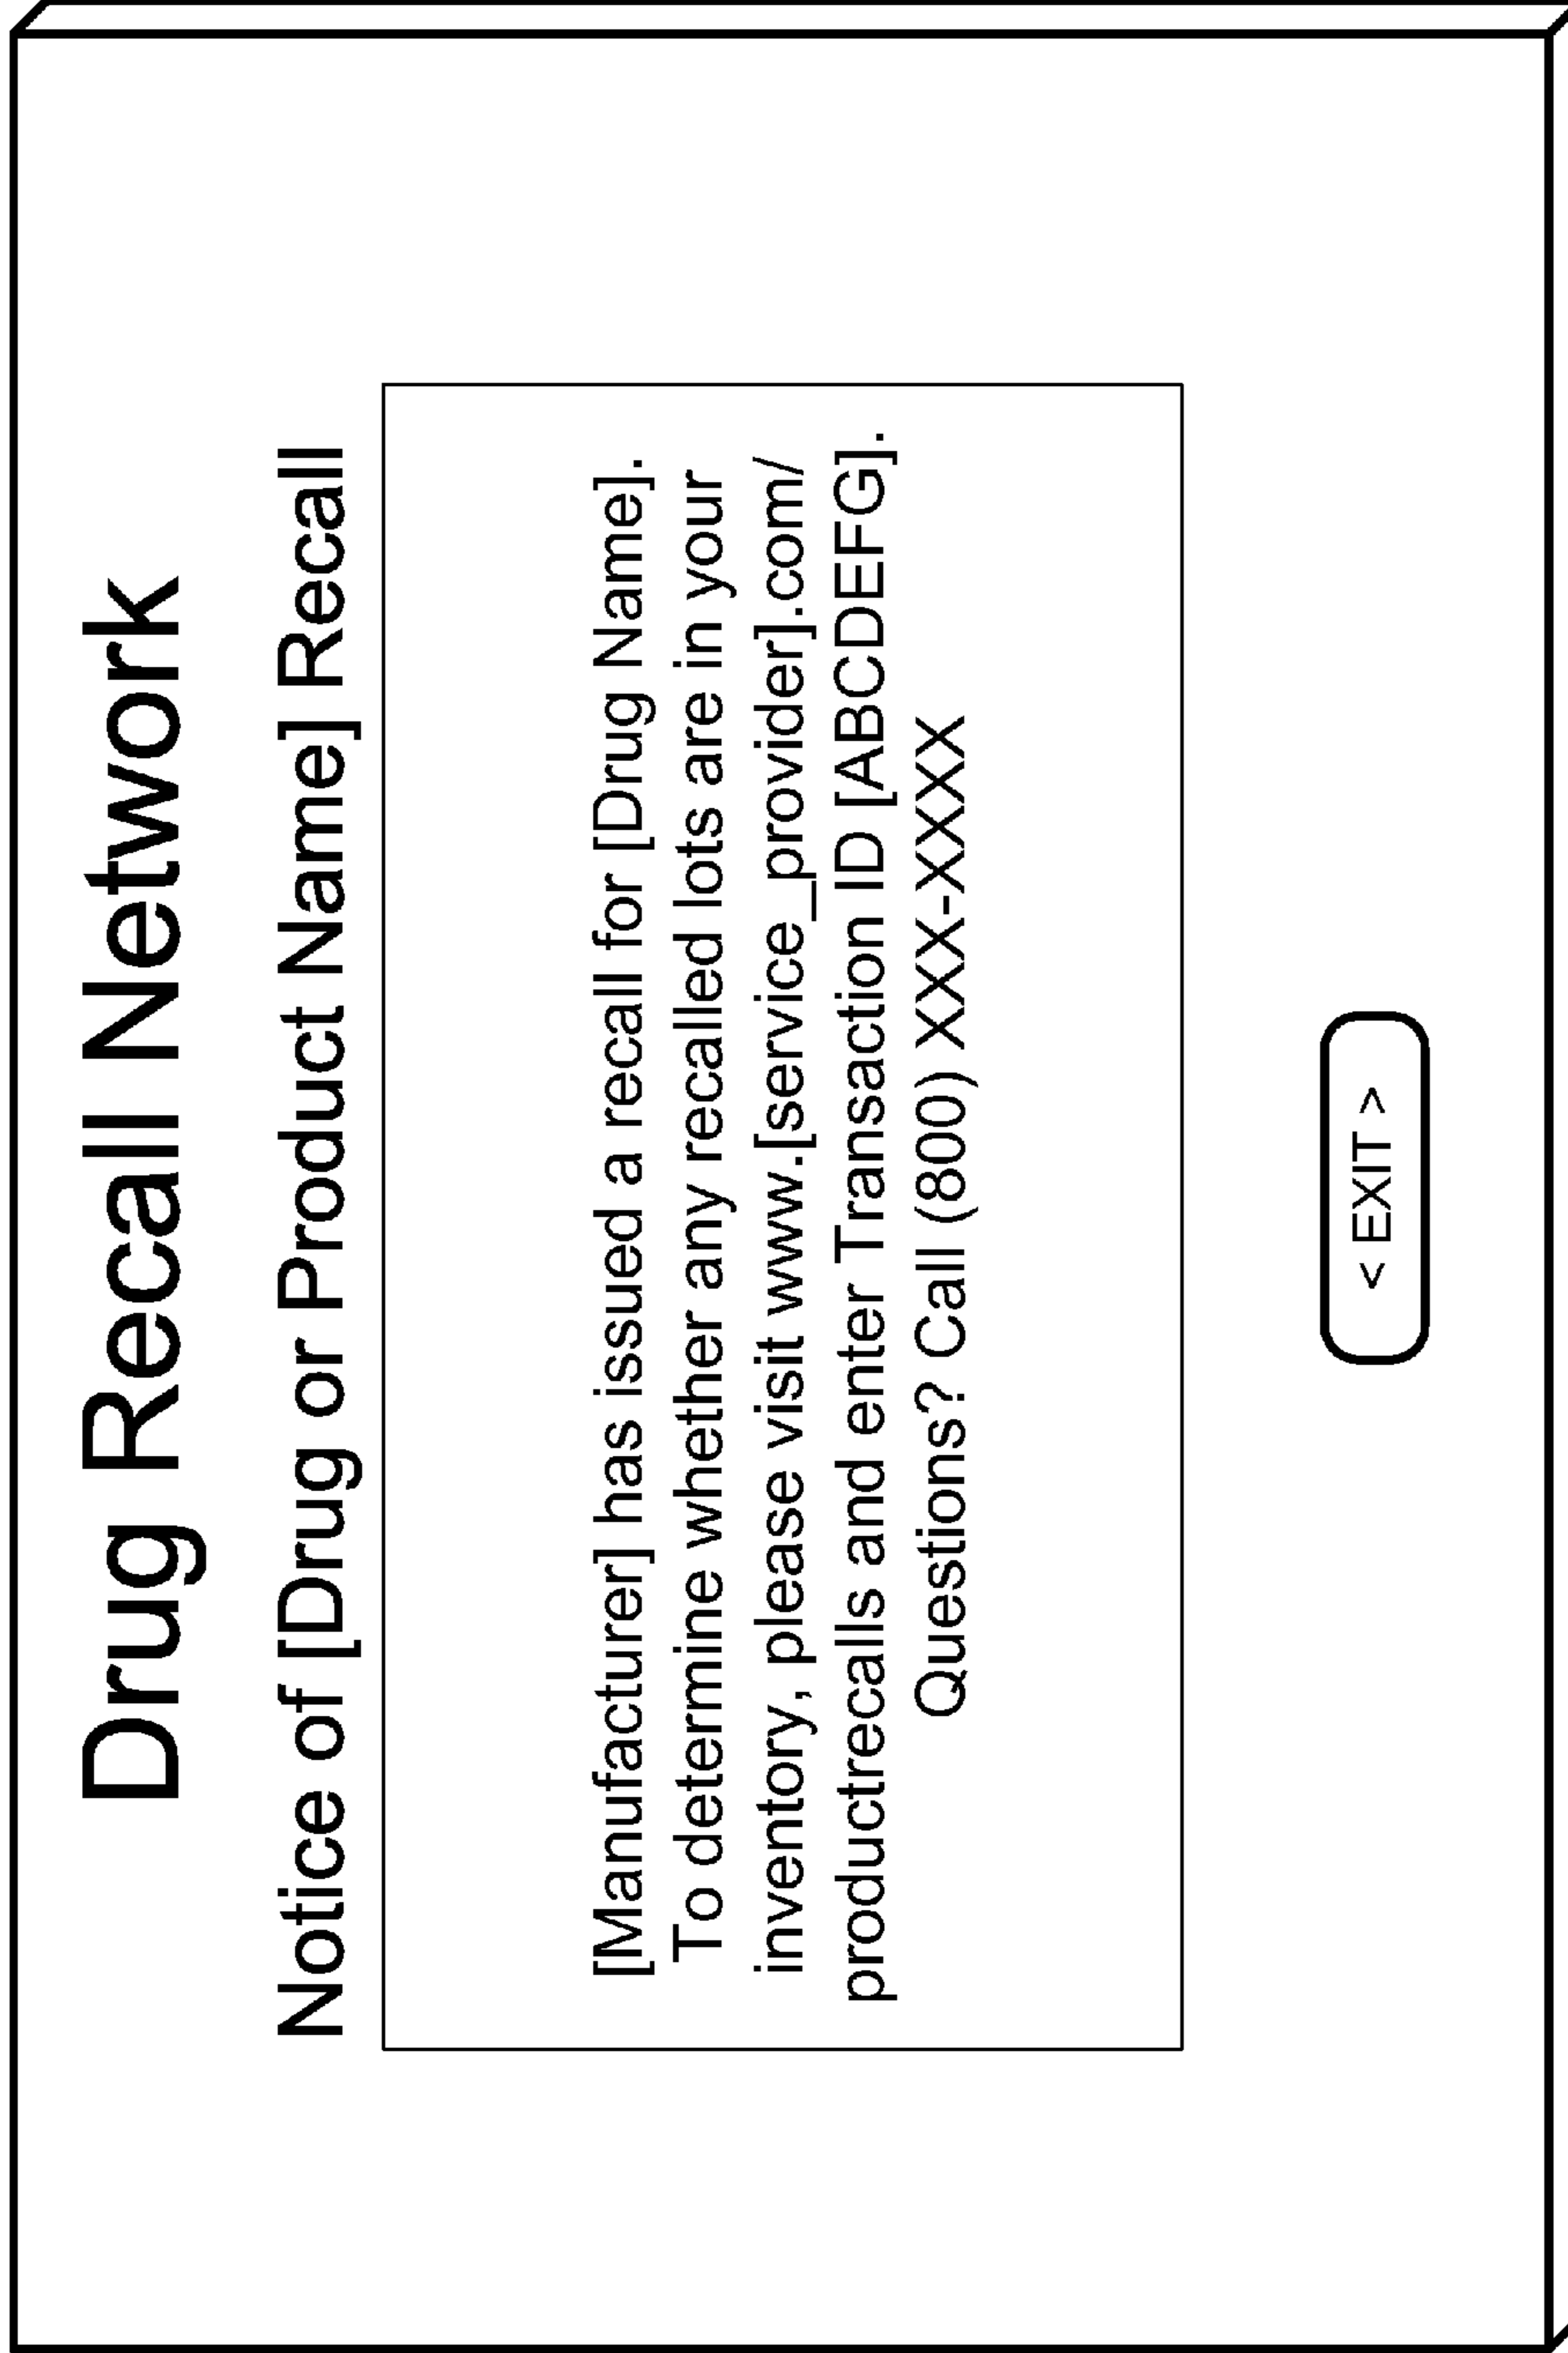 Drug Recall Network
Notice of [Drug or Product Name] Recall
[Manufacturer] has issued a recall for [Drug Name].
To determine whether any recalled lots are in your
inventory, please visit www.[service_provider].com/
productrecalls and enter Transaction ID [ABCDEFG].
Questions? Call (800) XXX-XXXX
< EXIT >